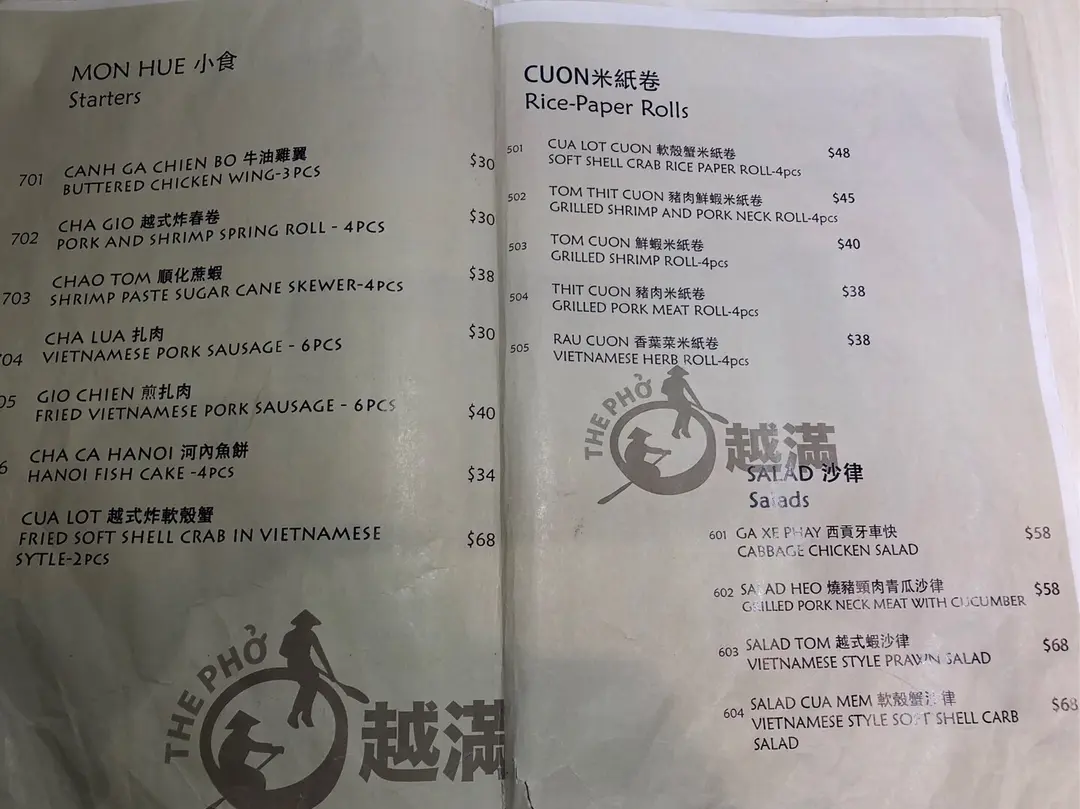 MON HUE 小食
Starters
701 CANH GA CHIEN BO 牛油雞翼 $30
BUTTERED CHICKEN WING-3PCS
702 CHA GIO 越式炸春卷 $30
PORK AND SHRIMP SPRING ROLL - 4PCS
703 CHAO TOM 順化蔗蝦 $38
SHRIMP PASTE SUGAR CANE SKEWER-4PCS
04 CHA LUA 扎肉 $30
VIETNAMESE PORK SAUSAGE - 6PCS
05 GIO CHIEN 煎扎肉
FRIED VIETNAMESE PORK SAUSAGE - 6PCS $40
6 CHA CA HANOI 河內魚餅
HANOI FISH CAKE -4PCS $34
CUA LOT 越式炸軟殼蟹
FRIED SOFT SHELL CRAB IN VIETNAMESE $68
SYTLE-2PCS
THE PHỞ
越滿
CUON米紙卷
Rice-Paper Rolls
501 CUA LOT CUON 軟殼蟹米紙卷 $48
SOFT SHELL CRAB RICE PAPER ROLL-4pcs
502 TOM THIT CUON 豬肉鮮蝦米紙卷 $45
GRILLED SHRIMP AND PORK NECK ROLL-4pcs
503 TOM CUON 鮮蝦米紙卷 $40
GRILLED SHRIMP ROLL-4pcs
504 THIT CUON 豬肉米紙卷 $38
GRILLED PORK MEAT ROLL-4pcs
505 RAU CUON 香葉菜米紙卷 $38
VIETNAMESE HERB ROLL-4pcs
THE PHỞ
越滿
SALAD 沙律
Salads
601 GA XE PHAY 西貢牙車快 $58
CABBAGE CHICKEN SALAD
602 SALAD HEO 燒豬頸肉青瓜沙律 $58
GRILLED PORK NECK MEAT WITH CUCUMBER
603 SALAD TOM 越式蝦沙律 $68
VIETNAMESE STYLE PRAWN SALAD
604 SALAD CUA MEM 軟殼蟹沙律 $68
VIETNAMESE STYLE SOFT SHELL CARB
SALAD